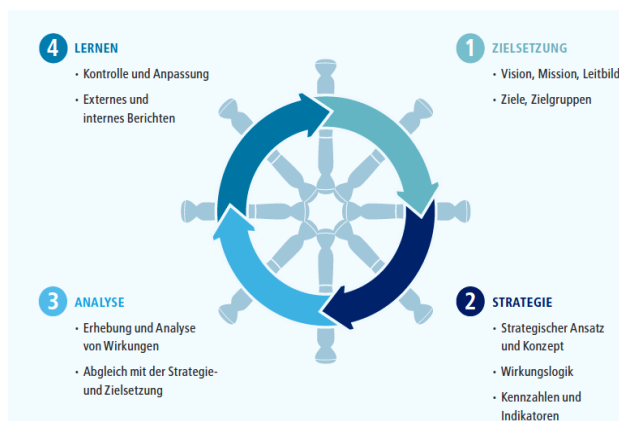 4 LERNEN
· Kontrolle und Anpassung
· Externes und
internes Berichten
1 ZIELSETZUNG
· Vision, Mission, Leitbild
· Ziele, Zielgruppen
3 ANALYSE
· Erhebung und Analyse
von Wirkungen
· Abgleich mit der Strategie-
und Zielsetzung
2 STRATEGIE
· Strategischer Ansatz
und Konzept
· Wirkungslogik
· Kennzahlen und
Indikatoren